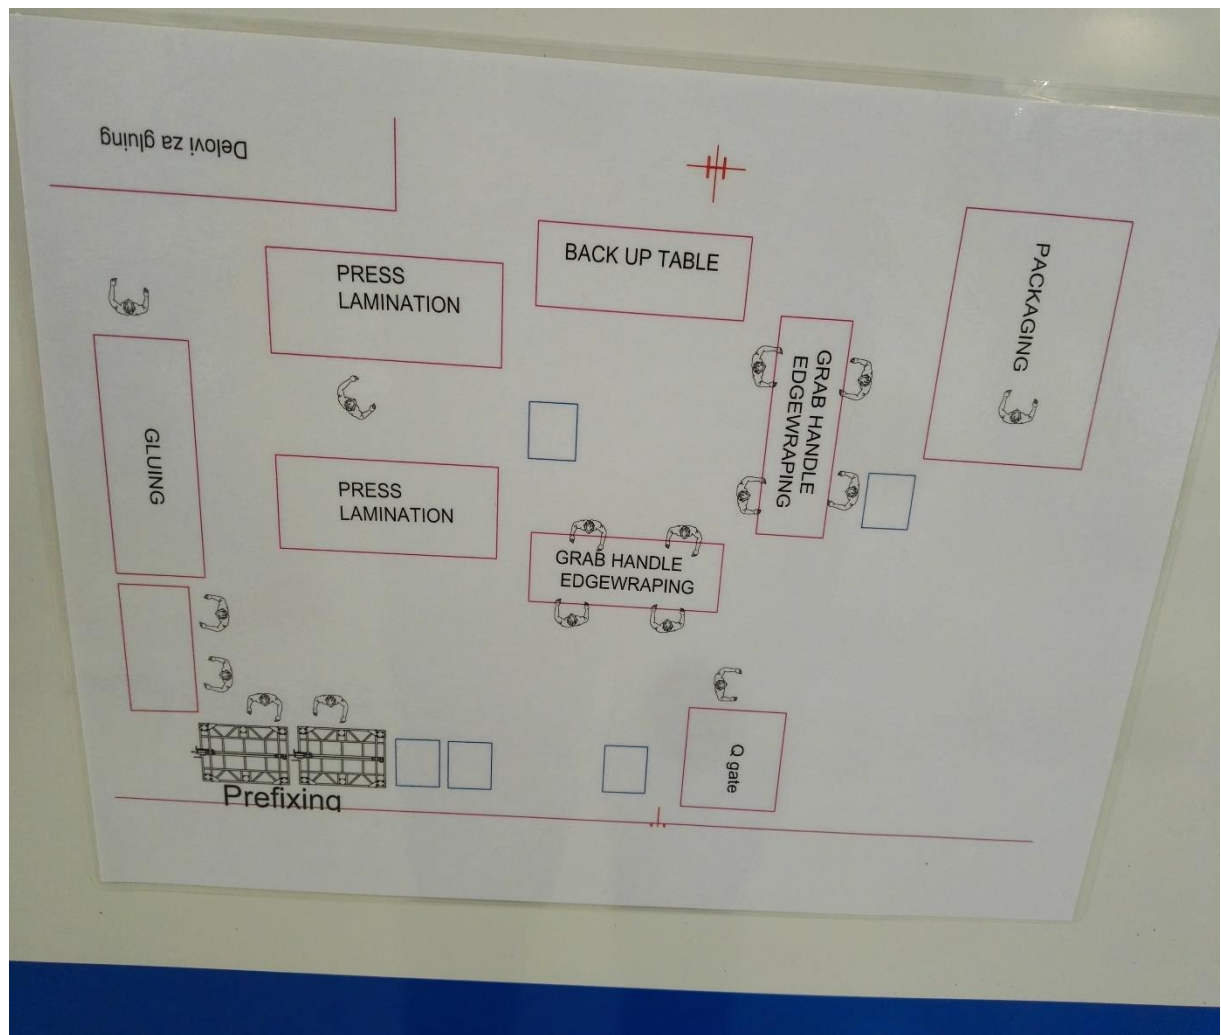 Delovi za gluing
PRESS
LAMINATION
BACK UP TABLE
PACKAGING
GRAB HANDLE
EDGEWRAPING
GLUING
PRESS
LAMINATION
GRAB HANDLE
EDGEWRAPING
Q gate
Prefixing